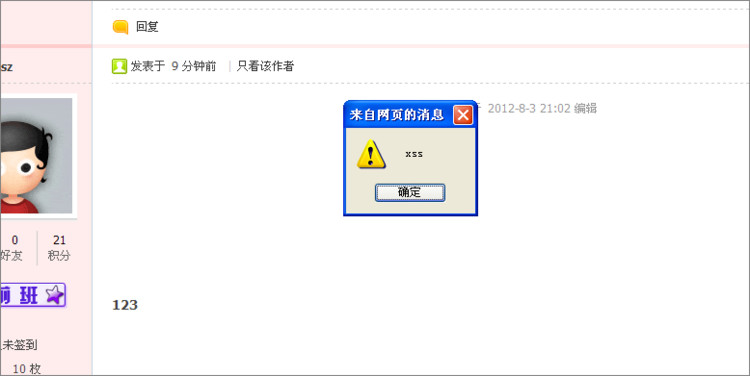 回复
sz
发表于 9 分钟前
只看该作者
2012-8-3 21:02 编辑
来自网页的消息
xss
确定
0
好友
21
积分
班
123
未签到
10 枚